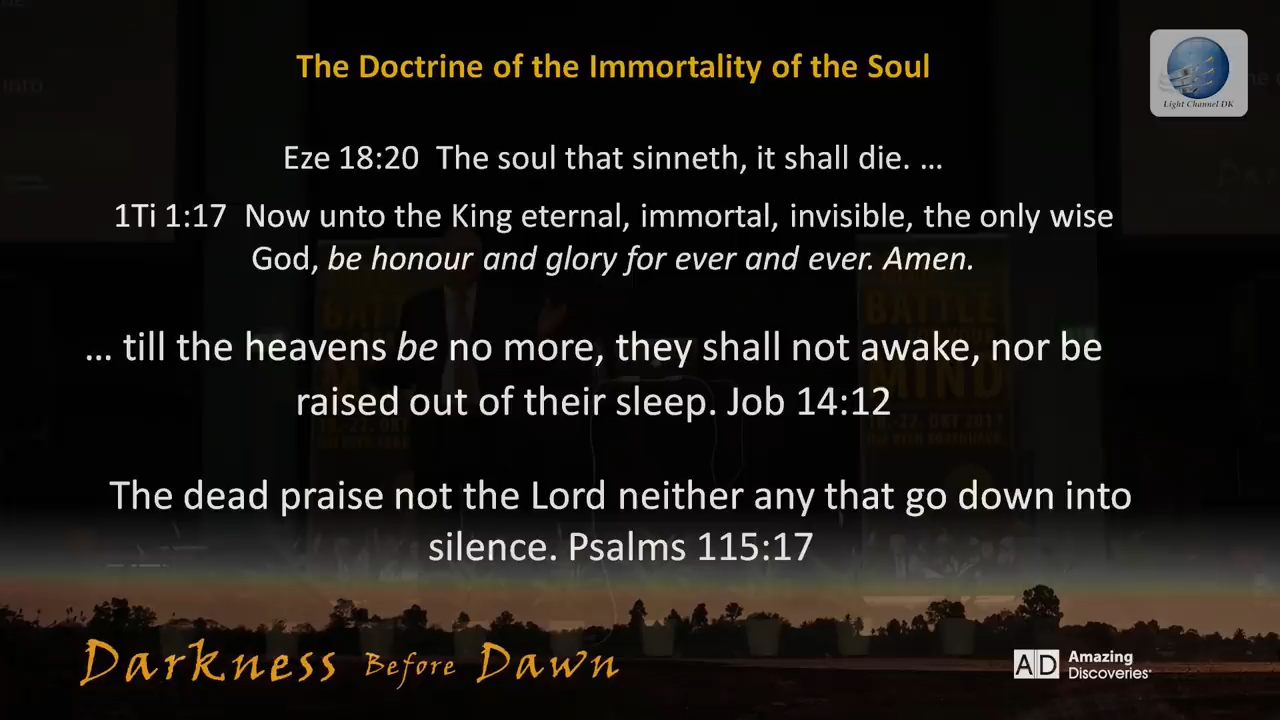 The Doctrine of the Immortality of the Soul
Light Channel DK
Eze 18:20 The soul that sinneth, it shall die. ...
1Ti 1:17 Now unto the King eternal, immortal, invisible, the only wise
God, be honour and glory for ever and ever. Amen.
... till the heavens be no more, they shall not awake, nor be
raised out of their sleep. Job 14:12
The dead praise not the Lord neither any that go down into
silence. Psalms 115:17
Darkness Before Dawn
AD Amazing
Discoveries
BATTLE
MIND